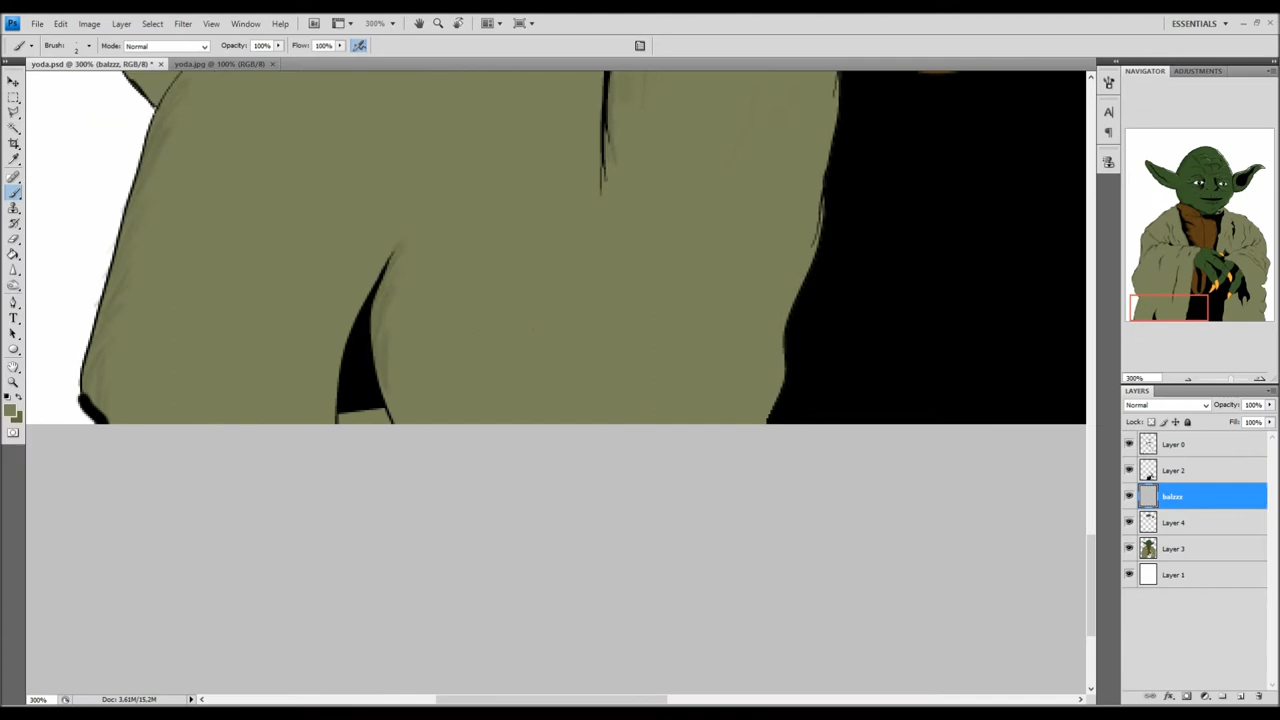 Ps File Edit Image Layer Select Filter View Window Help 300% ESSENTIALS
Brush: 2 Mode: Normal Opacity: 100% Flow: 100%
yoda.psd @ 300% (balzzz, RGB/8) * yoda.jpg @ 100% (RGB/8)
NAVIGATOR ADJUSTMENTS
300%
LAYERS
Normal Opacity: 100%
Lock: Fill: 100%
Layer 0
Layer 2
balzzz
Layer 4
Layer 3
Layer 1
300% Doc: 3.61M/15.2M